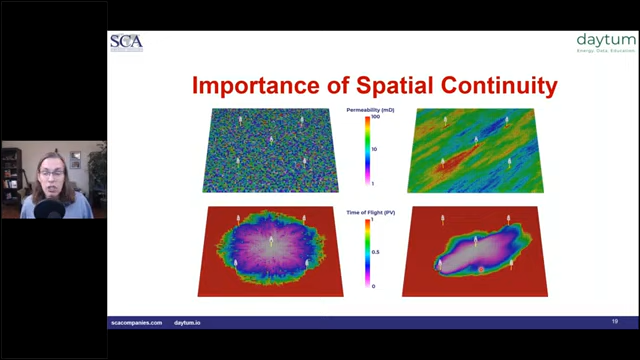 SCA
daytum
Energy, Data, Education
Importance of Spatial Continuity
Permeability (mD)
100
10
1
Time of Flight (PV)
1
0.5
0
scacompanies.com daytum.io
19